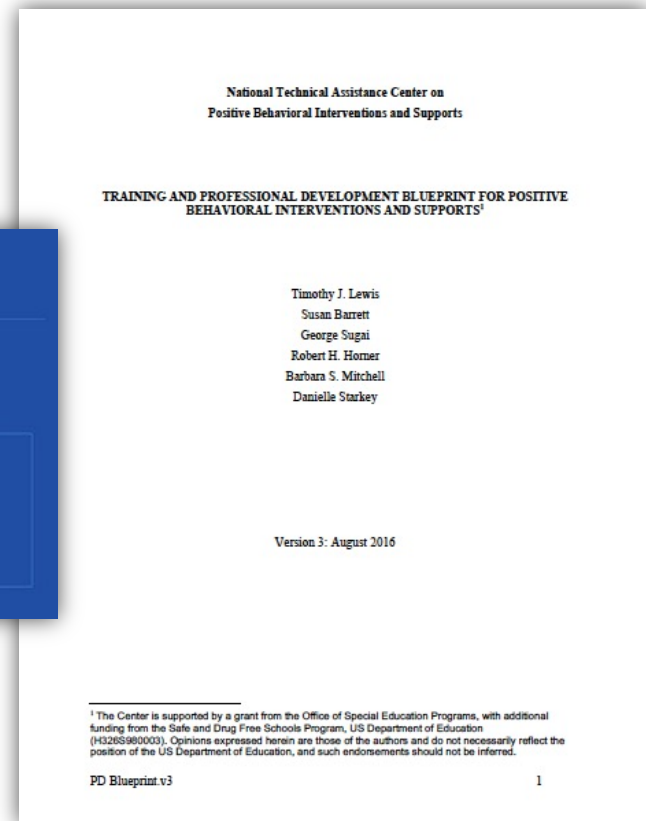 National Technical Assistance Center on
Positive Behavioral Interventions and Supports
TRAINING AND PROFESSIONAL DEVELOPMENT BLUEPRINT FOR POSITIVE
BEHAVIORAL INTERVENTIONS AND SUPPORTS¹
Timothy J. Lewis
Susan Barrett
George Sugai
Robert H. Horner
Barbara S. Mitchell
Danielle Starkey
Version 3: August 2016
¹ The Center is supported by a grant from the Office of Special Education Programs, with additional
funding from the Safe and Drug Free Schools Program, US Department of Education
(H326S980003). Opinions expressed herein are those of the authors and do not necessarily reflect the
position of the US Department of Education, and such endorsements should not be inferred.
PD Blueprint.v3 1